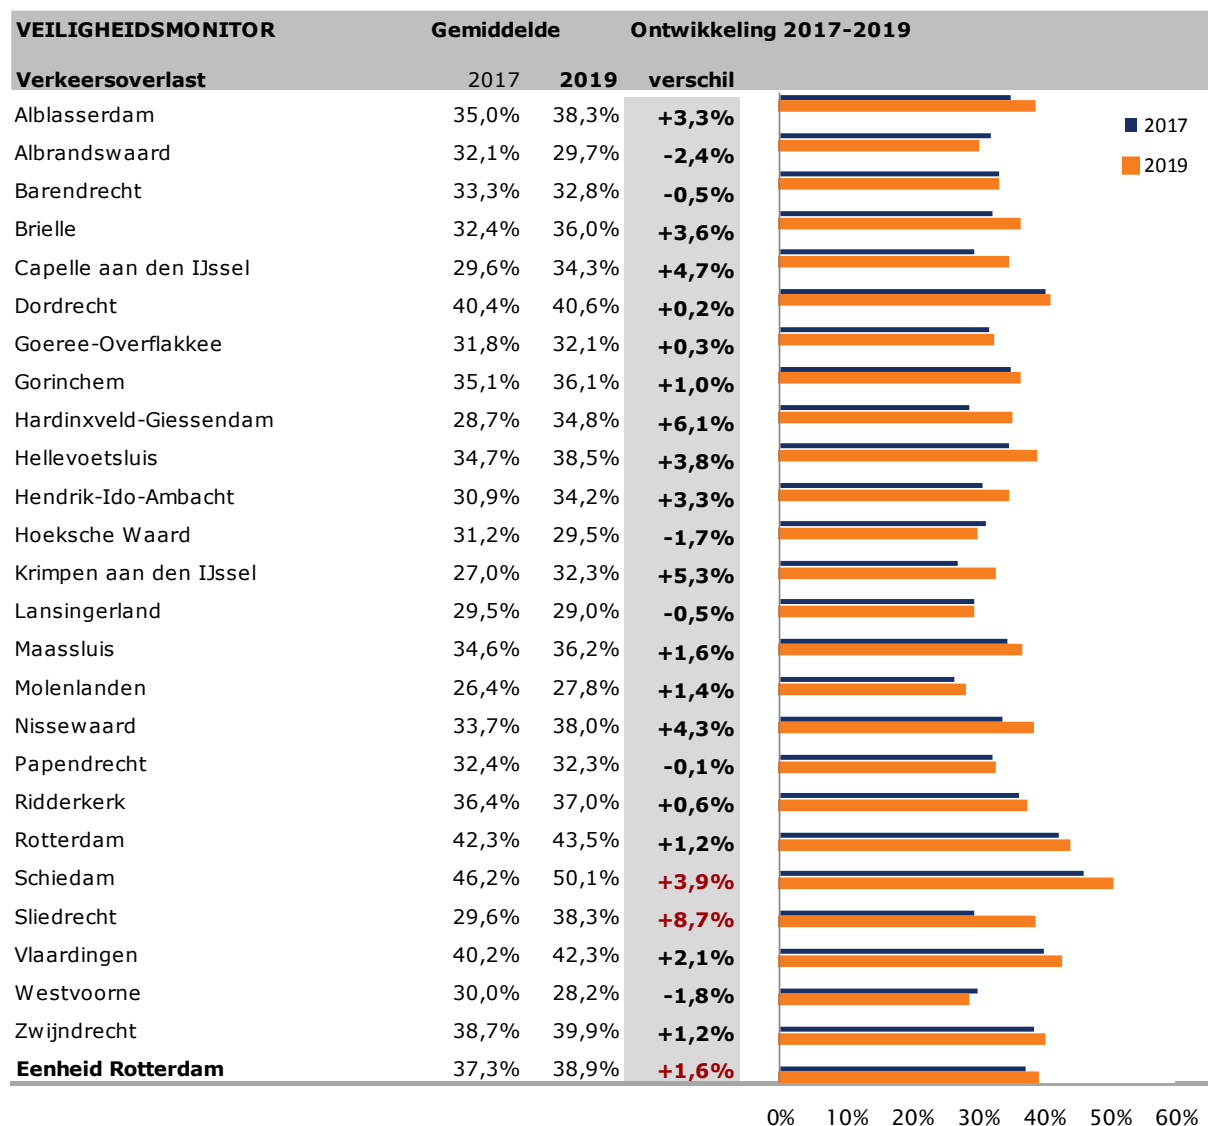 VEILIGHEIDSMONITOR Gemiddelde Ontwikkeling 2017-2019
Verkeersoverlast 2017 2019 verschil
Alblasserdam 35,0% 38,3% +3,3%
2017
Albrandswaard 32,1% 29,7% -2,4%
2019
Barendrecht 33,3% 32,8% -0,5%
Brielle 32,4% 36,0% +3,6%
Capelle aan den IJssel 29,6% 34,3% +4,7%
Dordrecht 40,4% 40,6% +0,2%
Goeree-Overflakkee 31,8% 32,1% +0,3%
Gorinchem 35,1% 36,1% +1,0%
Hardinxveld-Giessendam 28,7% 34,8% +6,1%
Hellevoetsluis 34,7% 38,5% +3,8%
Hendrik-Ido-Ambacht 30,9% 34,2% +3,3%
Hoeksche Waard 31,2% 29,5% -1,7%
Krimpen aan den IJssel 27,0% 32,3% +5,3%
Lansingerland 29,5% 29,0% -0,5%
Maassluis 34,6% 36,2% +1,6%
Molenlanden 26,4% 27,8% +1,4%
Nissewaard 33,7% 38,0% +4,3%
Papendrecht 32,4% 32,3% -0,1%
Ridderkerk 36,4% 37,0% +0,6%
Rotterdam 42,3% 43,5% +1,2%
Schiedam 46,2% 50,1% +3,9%
Sliedrecht 29,6% 38,3% +8,7%
Vlaardingen 40,2% 42,3% +2,1%
Westvoorne 30,0% 28,2% -1,8%
Zwijndrecht 38,7% 39,9% +1,2%
Eenheid Rotterdam 37,3% 38,9% +1,6%
0% 10% 20% 30% 40% 50% 60%